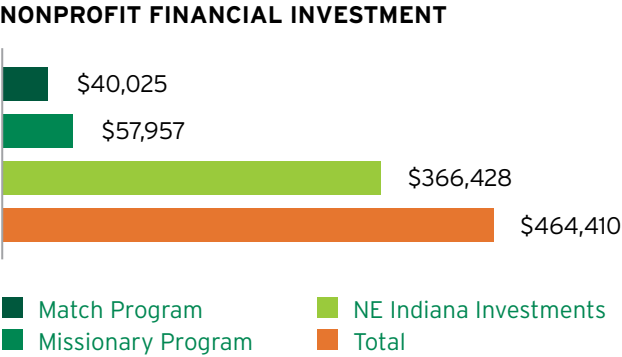 NONPROFIT FINANCIAL INVESTMENT
$40,025
$57,957
$366,428
$464,410
Match Program
Missionary Program
NE Indiana Investments
Total